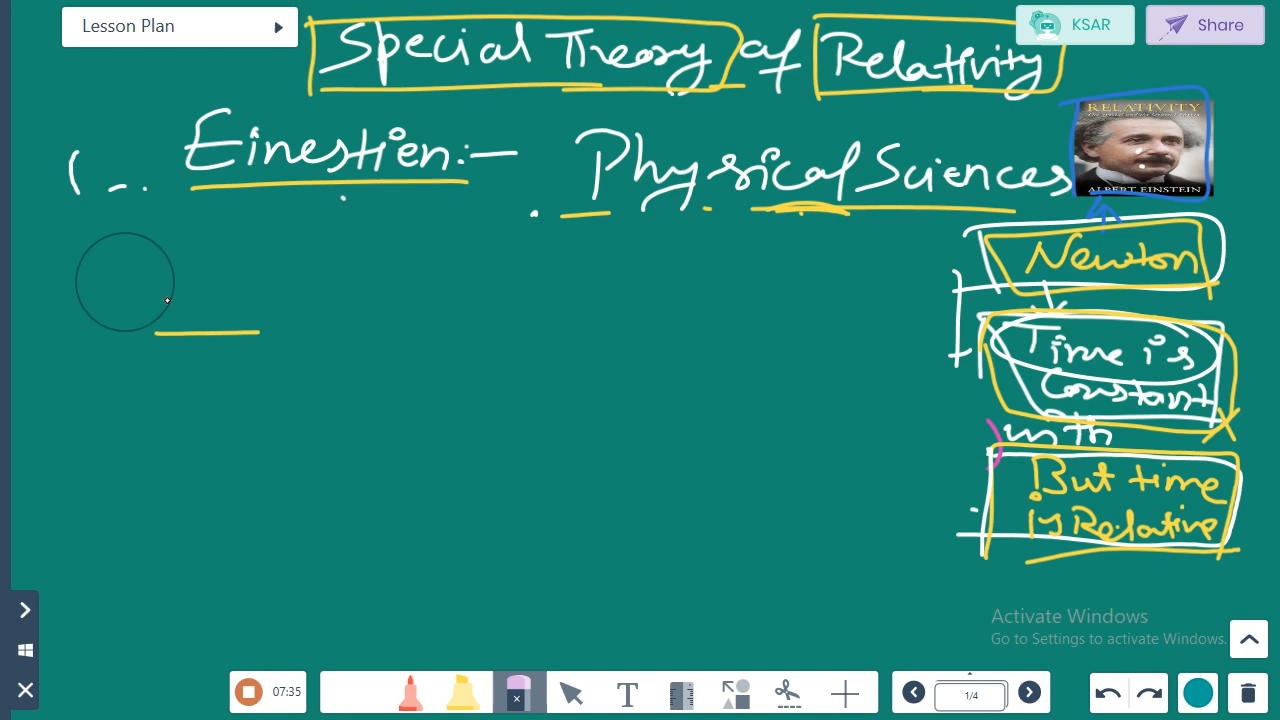 Lesson Plan
Special Theory of Relativity
KSAR
Share
Einestien:-
Physical Sciences
RELATIVITY
ALBERT EINSTEIN
Newton
Time is
Constant
with
But time
is Relative
Activate Windows
Go to Settings to activate Windows.
07:35
1/4